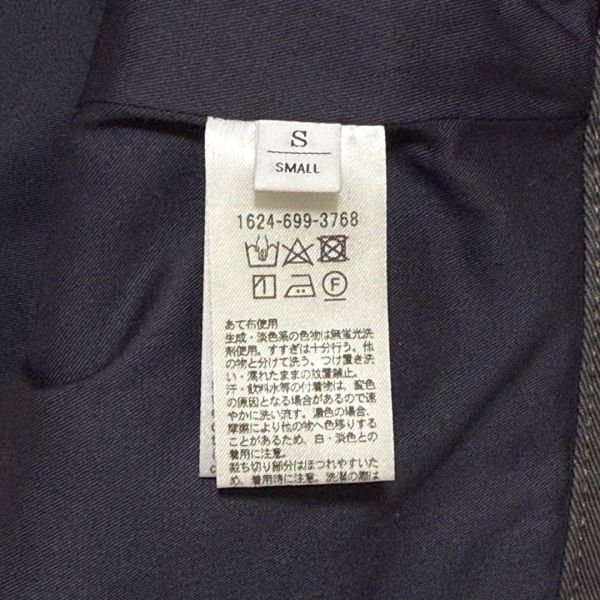 S
SMALL
1624-699-3768
F
あて布使用
生成・淡色系の色物は無蛍光洗
剤使用。すすぎは十分行う。他
の物と分けて洗う。つけ置き洗
い・濡れたままの放置禁止。
汗・飲料水等の付着物は、変色
の原因となる場合があるので速
やかに洗い流す。濃色の場合、
摩擦により他の物へ色移りする
ことがあるため、白・淡色との
着用に注意。
裁ち切り部分はほつれやすいた
め、着用時に注意。洗濯の際は